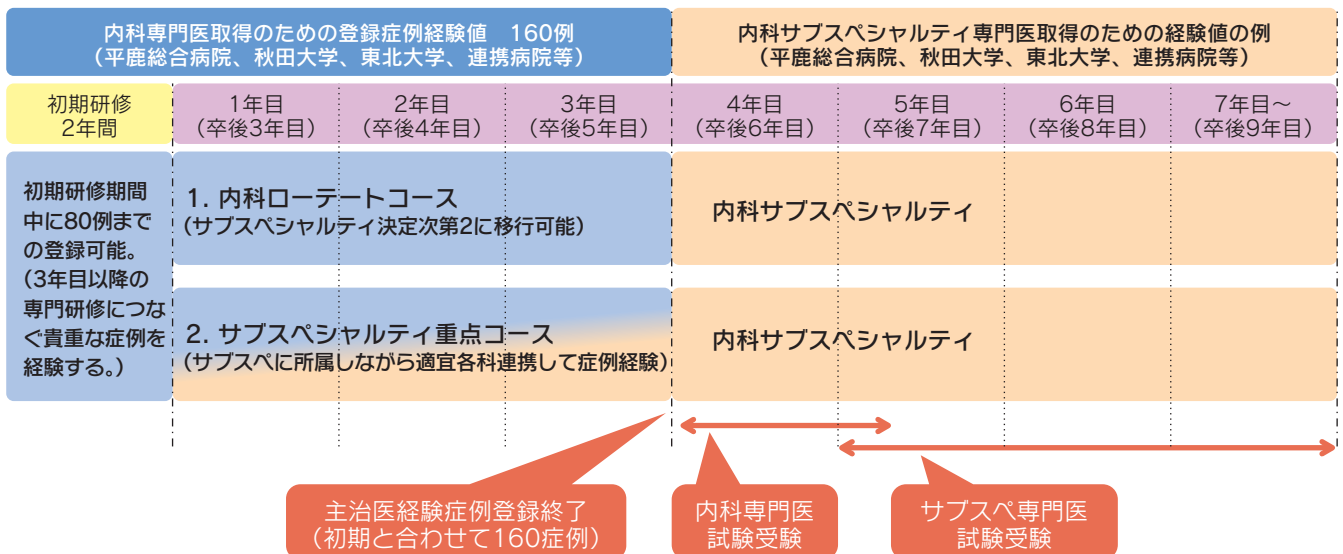 内科専門医取得のための登録症例経験値　160例
(平鹿総合病院、秋田大学、東北大学、連携病院等)
内科サブスペシャルティ専門医取得のための経験値の例
(平鹿総合病院、秋田大学、東北大学、連携病院等)
初期研修
2年間
1年目
(卒後3年目)
2年目
(卒後4年目)
3年目
(卒後5年目)
4年目
(卒後6年目)
5年目
(卒後7年目)
6年目
(卒後8年目)
7年目～
(卒後9年目)
初期研修期間
中に80例まで
の登録可能。
(3年目以降の
専門研修につな
ぐ貴重な症例を
経験する。)
1. 内科ローテートコース
(サブスペシャルティ決定次第2に移行可能)
内科サブスペシャルティ
2. サブスペシャルティ重点コース
(サブスペに所属しながら適宜各科連携して症例経験)
内科サブスペシャルティ
主治医経験症例登録終了
(初期と合わせて160症例)
内科専門医
試験受験
サブスペ専門医
試験受験